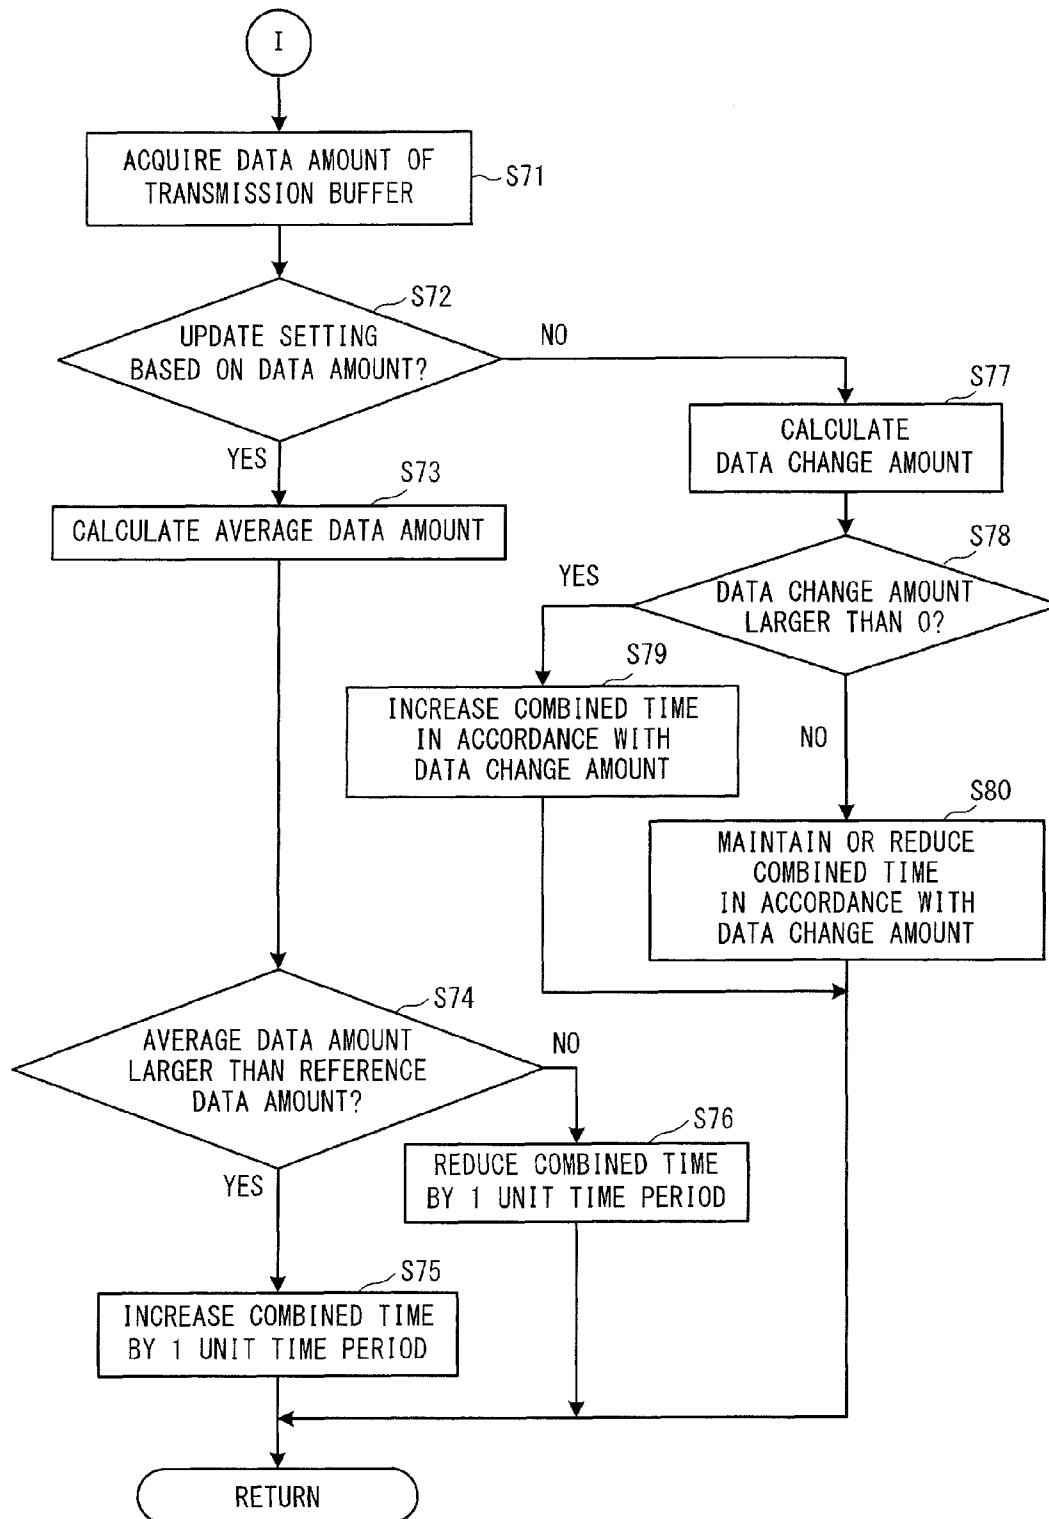 I
ACQUIRE DATA AMOUNT OF
TRANSMISSION BUFFER
S71
S72
UPDATE SETTING
BASED ON DATA AMOUNT?
NO
YES
S77
CALCULATE
DATA CHANGE AMOUNT
S73
CALCULATE AVERAGE DATA AMOUNT
S78
DATA CHANGE AMOUNT
LARGER THAN 0?
YES
NO
S79
INCREASE COMBINED TIME
IN ACCORDANCE WITH
DATA CHANGE AMOUNT
S80
MAINTAIN OR REDUCE
COMBINED TIME
IN ACCORDANCE WITH
DATA CHANGE AMOUNT
S74
AVERAGE DATA AMOUNT
LARGER THAN REFERENCE
DATA AMOUNT?
NO
YES
S76
REDUCE COMBINED TIME
BY 1 UNIT TIME PERIOD
S75
INCREASE COMBINED TIME
BY 1 UNIT TIME PERIOD
RETURN